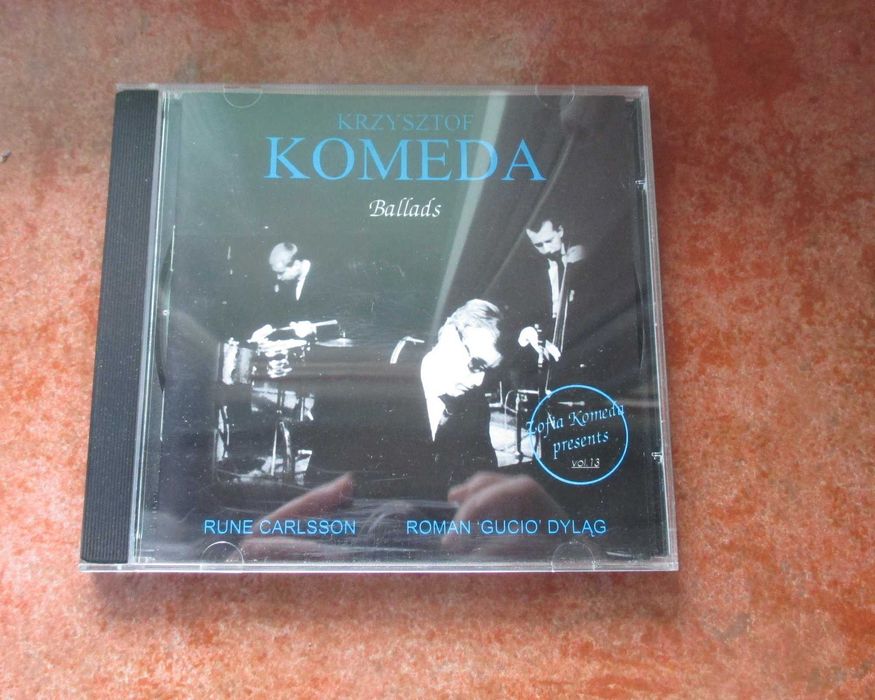 KRZYSZTOF
KOMEDA
Ballads
Zofia Komeda
presents
vol.13
RUNE CARLSSON ROMAN 'GUCIO' DYLĄG